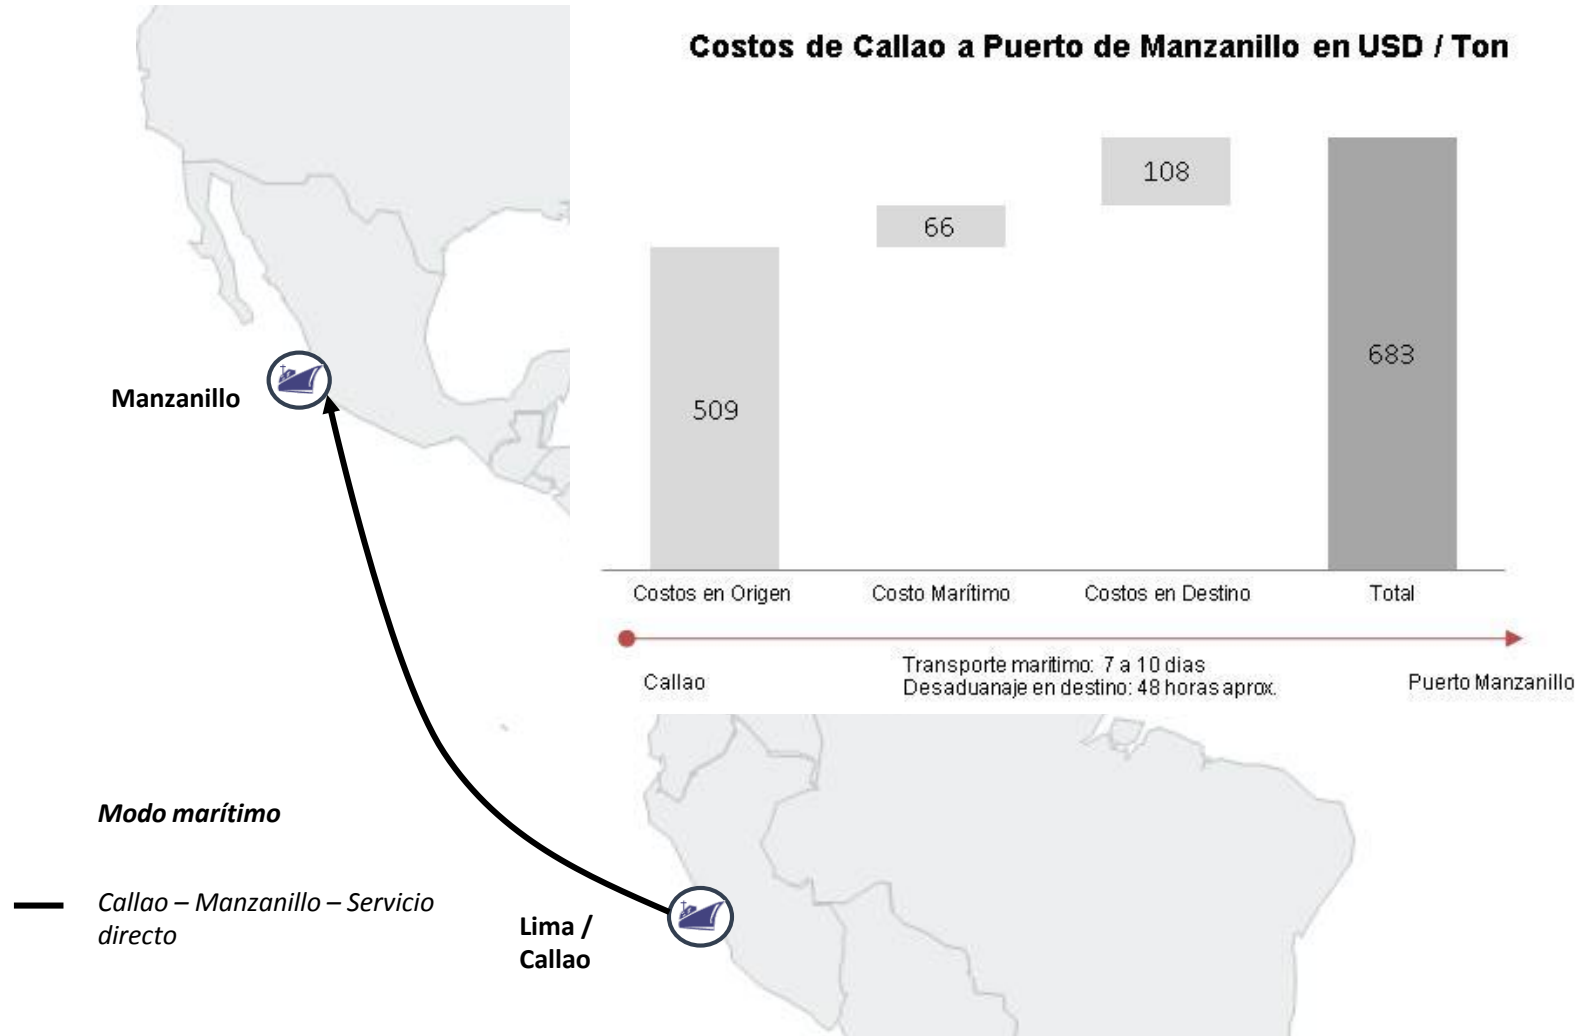 Costos de Callao a Puerto de Manzanillo en USD / Ton
108
66
683
509
Manzanillo
Costos en Origen
Costo Marítimo
Costos en Destino
Total
Transporte maritimo: 7 a 10 dias
Desaduanaje en destino: 48 horas aprox.
Callao
Puerto Manzanillo
Modo marítimo
Callao – Manzanillo – Servicio
directo
Lima /
Callao